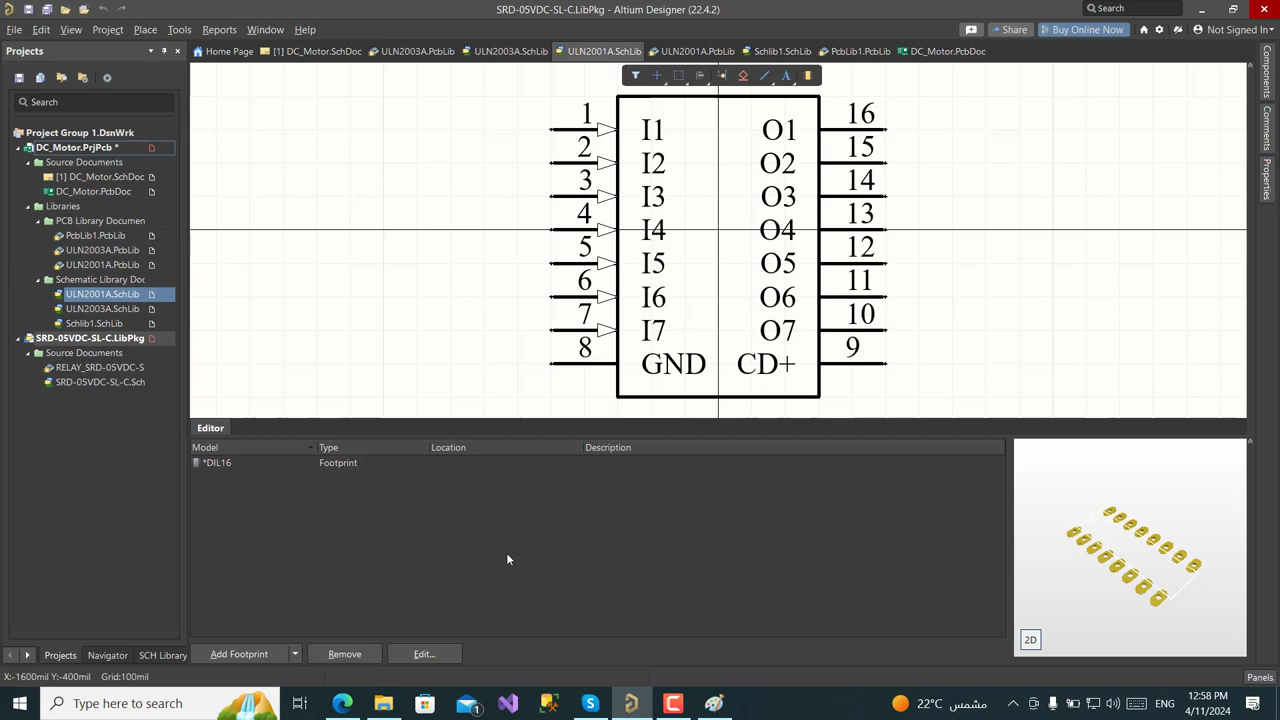 SRD-05VDC-SL-C.LibPkg - Altium Designer (22.4.2)
Search
File Edit View Project Place Tools Reports Window Help
Share Buy Online Now Not Signed In
Projects
Home Page [1] DC_Motor.SchDoc ULN2003A.PcbLib ULN2003A.SchLib ULN2001A.SchLib ULN2001A.PcbLib Schlib1.SchLib PcbLib1.PcbLib DC_Motor.PcbDoc
Components
Comments
Properties
Search
Project Group 1.DsnWrk
DC_Motor.PrjPcb *
Source Documents
[1] DC_Motor.SchDoc
DC_Motor.PcbDoc
Libraries
PCB Library Documen
PcbLib1.PcbLib
ULN2003A.PcbLib
ULN2001A.PcbLib
Schematic Library Doc
ULN2001A.SchLib
ULN2003A.SchLib
Schlib1.SchLib
SRD-05VDC-SL-C.LibPkg
Source Documents
RELAY_SRD-05VDC-S
SRD-05VDC-SL-C.Sch
1 I1 O1 16
2 I2 O2 15
3 I3 O3 14
4 I4 O4 13
5 I5 O5 12
6 I6 O6 11
7 I7 O7 10
8 GND CD+ 9
Editor
Model Type Location Description
*DIL16 Footprint
2D
Projects Navigator SCH Library
Add Footprint Remove Edit...
X:-1600mil Y:-400mil Grid:100mil
Panels
Type here to search
1
22°C مشمس
ENG
12:58 PM
4/11/2024